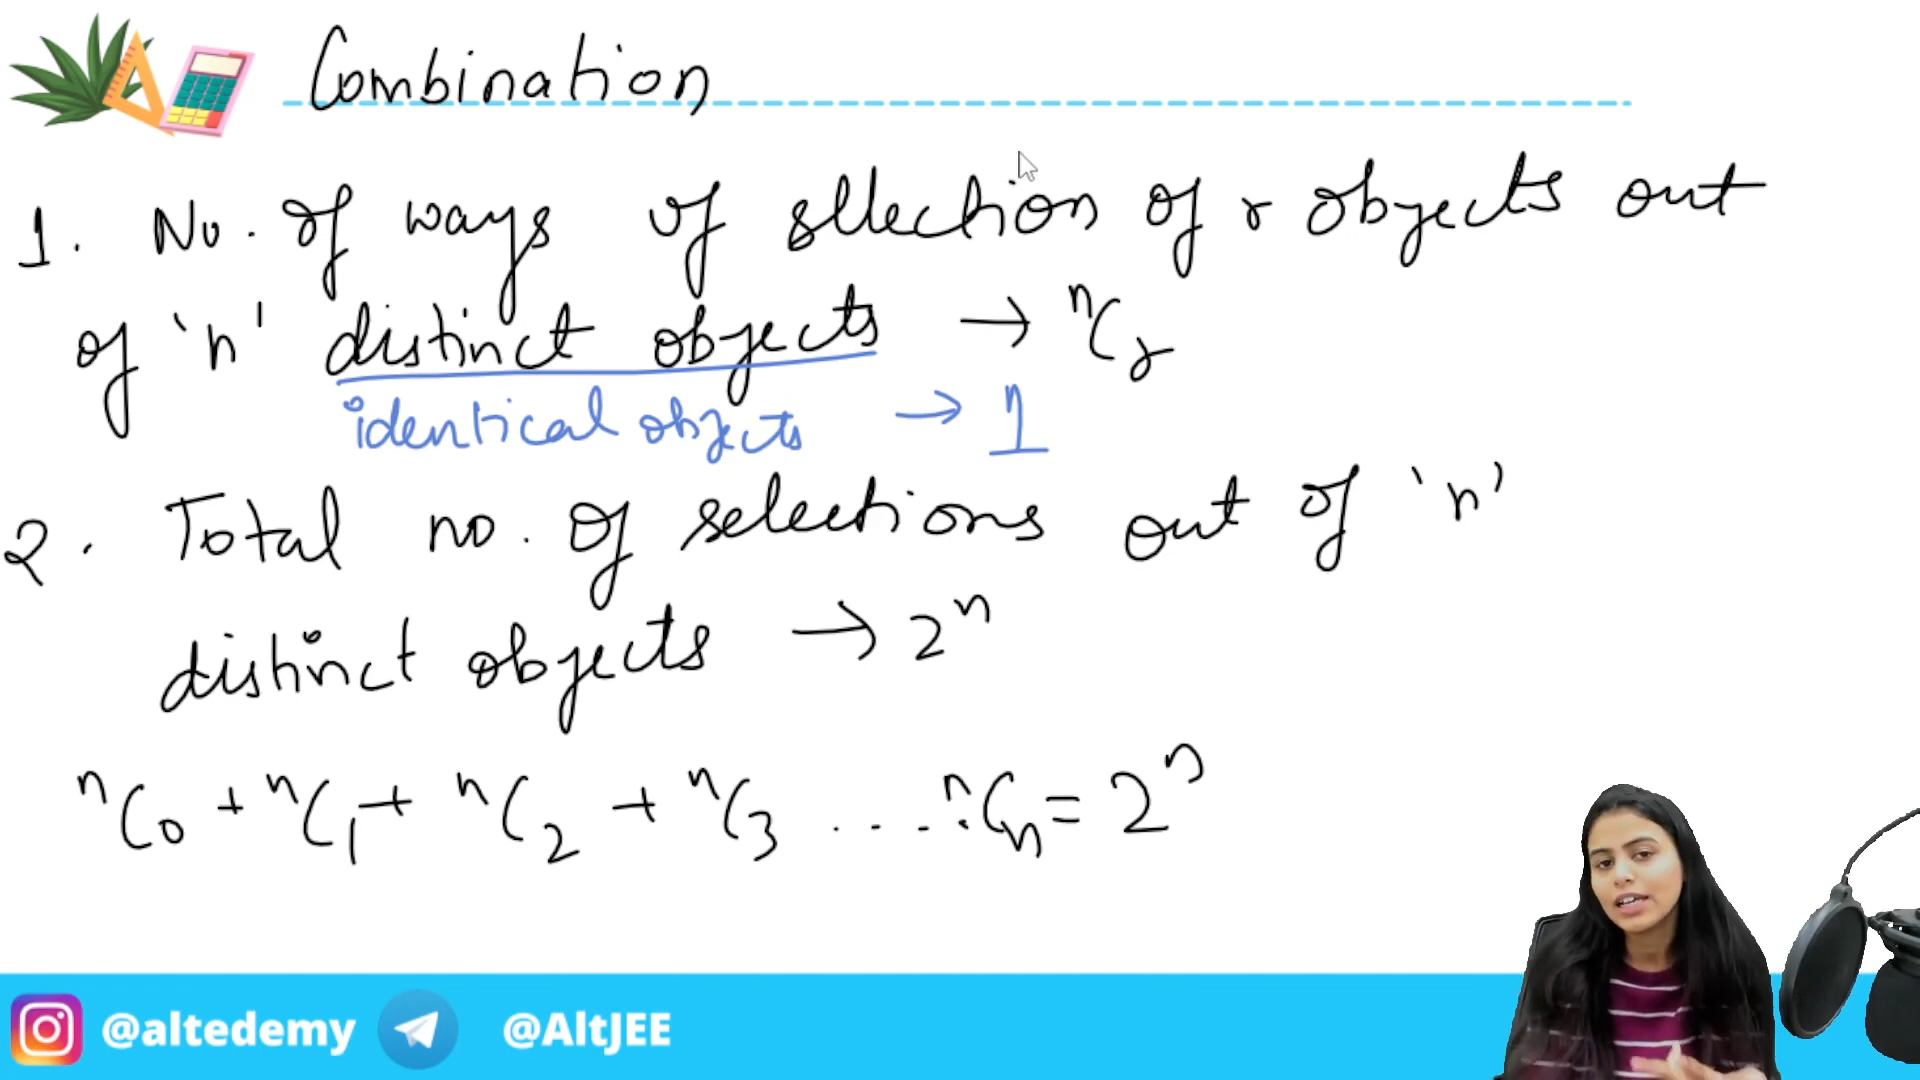 Combination
1. No. of ways of sllection of r objects out
of 'n' distinct objects → ⁿCᵣ
identical objects → 1
2. Total no. of selections out of 'n'
distinct objects → 2ⁿ
ⁿC₀ + ⁿC₁ + ⁿC₂ + ⁿC₃ ..... ⁿCₙ = 2ⁿ
@altedemy @AltJEE